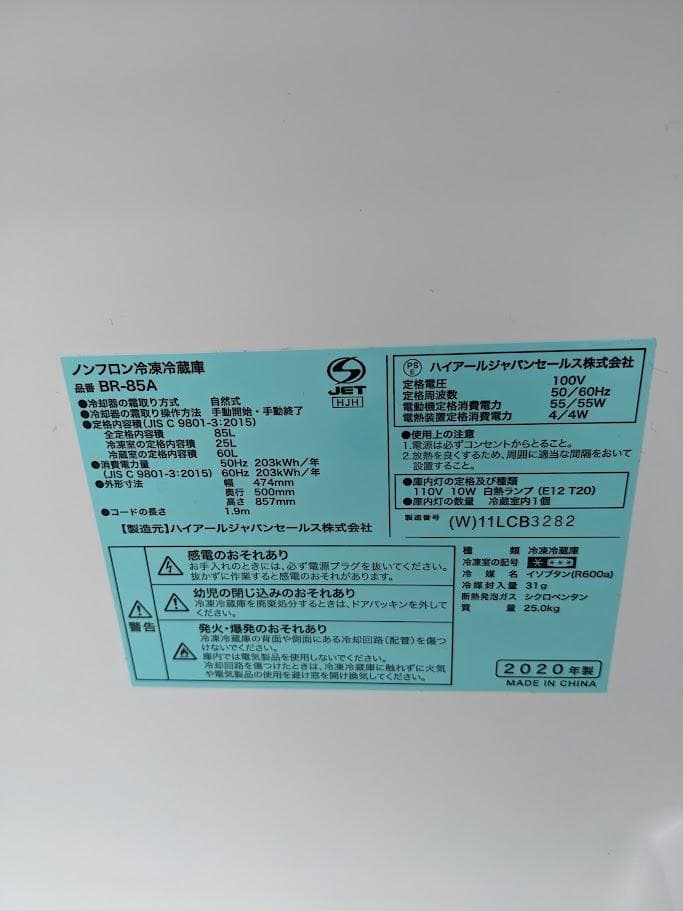 ノンフロン冷凍冷蔵庫
品番 BR-85A
JET
HJH
●冷却器の霜取り方式 自然式
●冷却器の霜取り操作方法 手動開始・手動終了
●定格内容積(JIS C 9801-3:2015)
全定格内容積 85L
冷凍室の定格内容積 25L
冷蔵室の定格内容積 60L
●消費電力量 50Hz 203kWh/年
(JIS C 9801-3:2015) 60Hz 203kWh/年
●外形寸法 幅 474mm
奥行 500mm
高さ 857mm
●コードの長さ 1.9m
【製造元】ハイアールジャパンセールス株式会社
PS
E
ハイアールジャパンセールス株式会社
定格電圧 100V
定格周波数 50/60Hz
電動機定格消費電力 55/55W
電熱装置定格消費電力 4/4W
●使用上の注意
1.電源は必ずコンセントからとること。
2.放熱を良くするため、周囲に適当な間隔をおいて
設置すること。
●庫内灯の定格及び種類
110V 10W 白熱ランプ(E12 T20)
●庫内灯の数量 冷蔵室内1個
製造番号 (W)11LCB3282
警告
感電のおそれあり
お手入れのときには、必ず電源プラグを抜いてください。
抜かずに作業すると感電のおそれがあります。
幼児の閉じ込みのおそれあり
冷凍冷蔵庫を廃棄処分するときは、ドアパッキンを外して
ください。
発火・爆発のおそれあり
冷凍冷蔵庫の背面や側面にある冷却回路(配管)を傷つ
けないでください。
庫内では電気製品を使用しないでください。
冷却回路を傷つけたときは、冷凍冷蔵庫に触れずに火気
や電気製品の使用を避け窓を開け換気してください。
種類 冷凍冷蔵庫
冷凍室の記号 * ***
冷媒名 イソブタン(R600a)
冷媒封入量 31g
断熱発泡ガス シクロペンタン
質量 25.0kg
2020年製
MADE IN CHINA